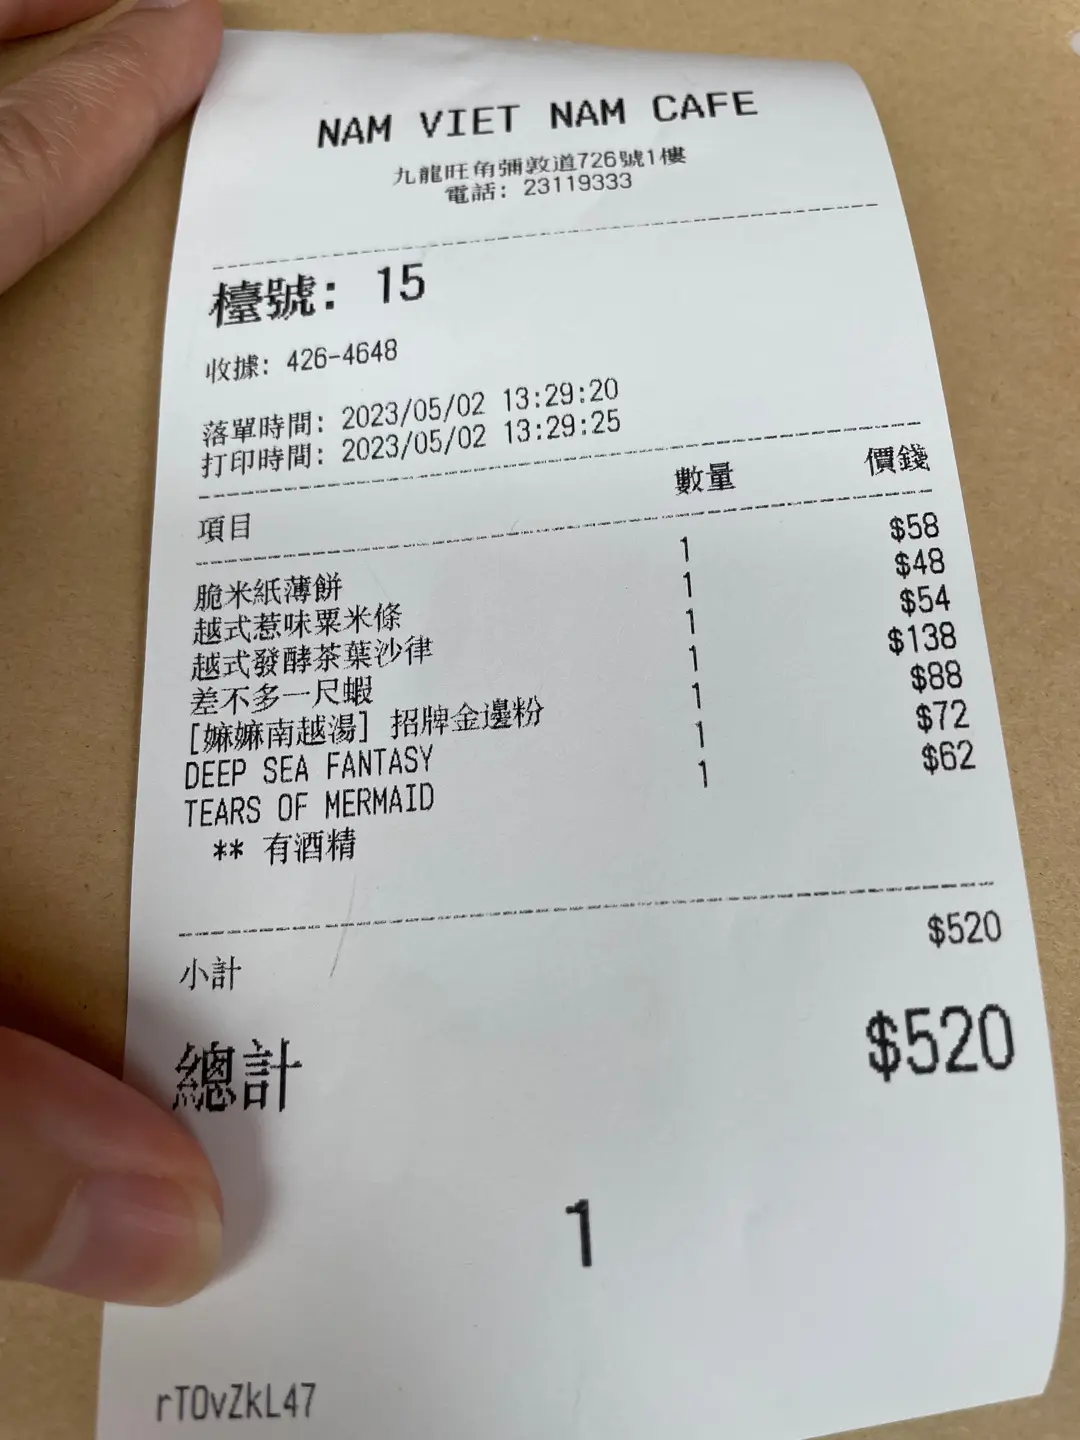 NAM VIET NAM CAFE
九龍旺角彌敦道726號1樓
電話: 23119333
檯號: 15
收據: 426-4648
落單時間: 2023/05/02 13:29:20
打印時間: 2023/05/02 13:29:25
項目 數量 價錢
脆米紙薄餅 1 $58
越式惹味粟米條 1 $48
越式發酵茶葉沙律 1 $54
差不多一尺蝦 1 $138
[嫲嫲南越湯] 招牌金邊粉 1 $88
DEEP SEA FANTASY 1 $72
TEARS OF MERMAID 1 $62
** 有酒精
小計 $520
總計 $520
1
rTOvZkL47